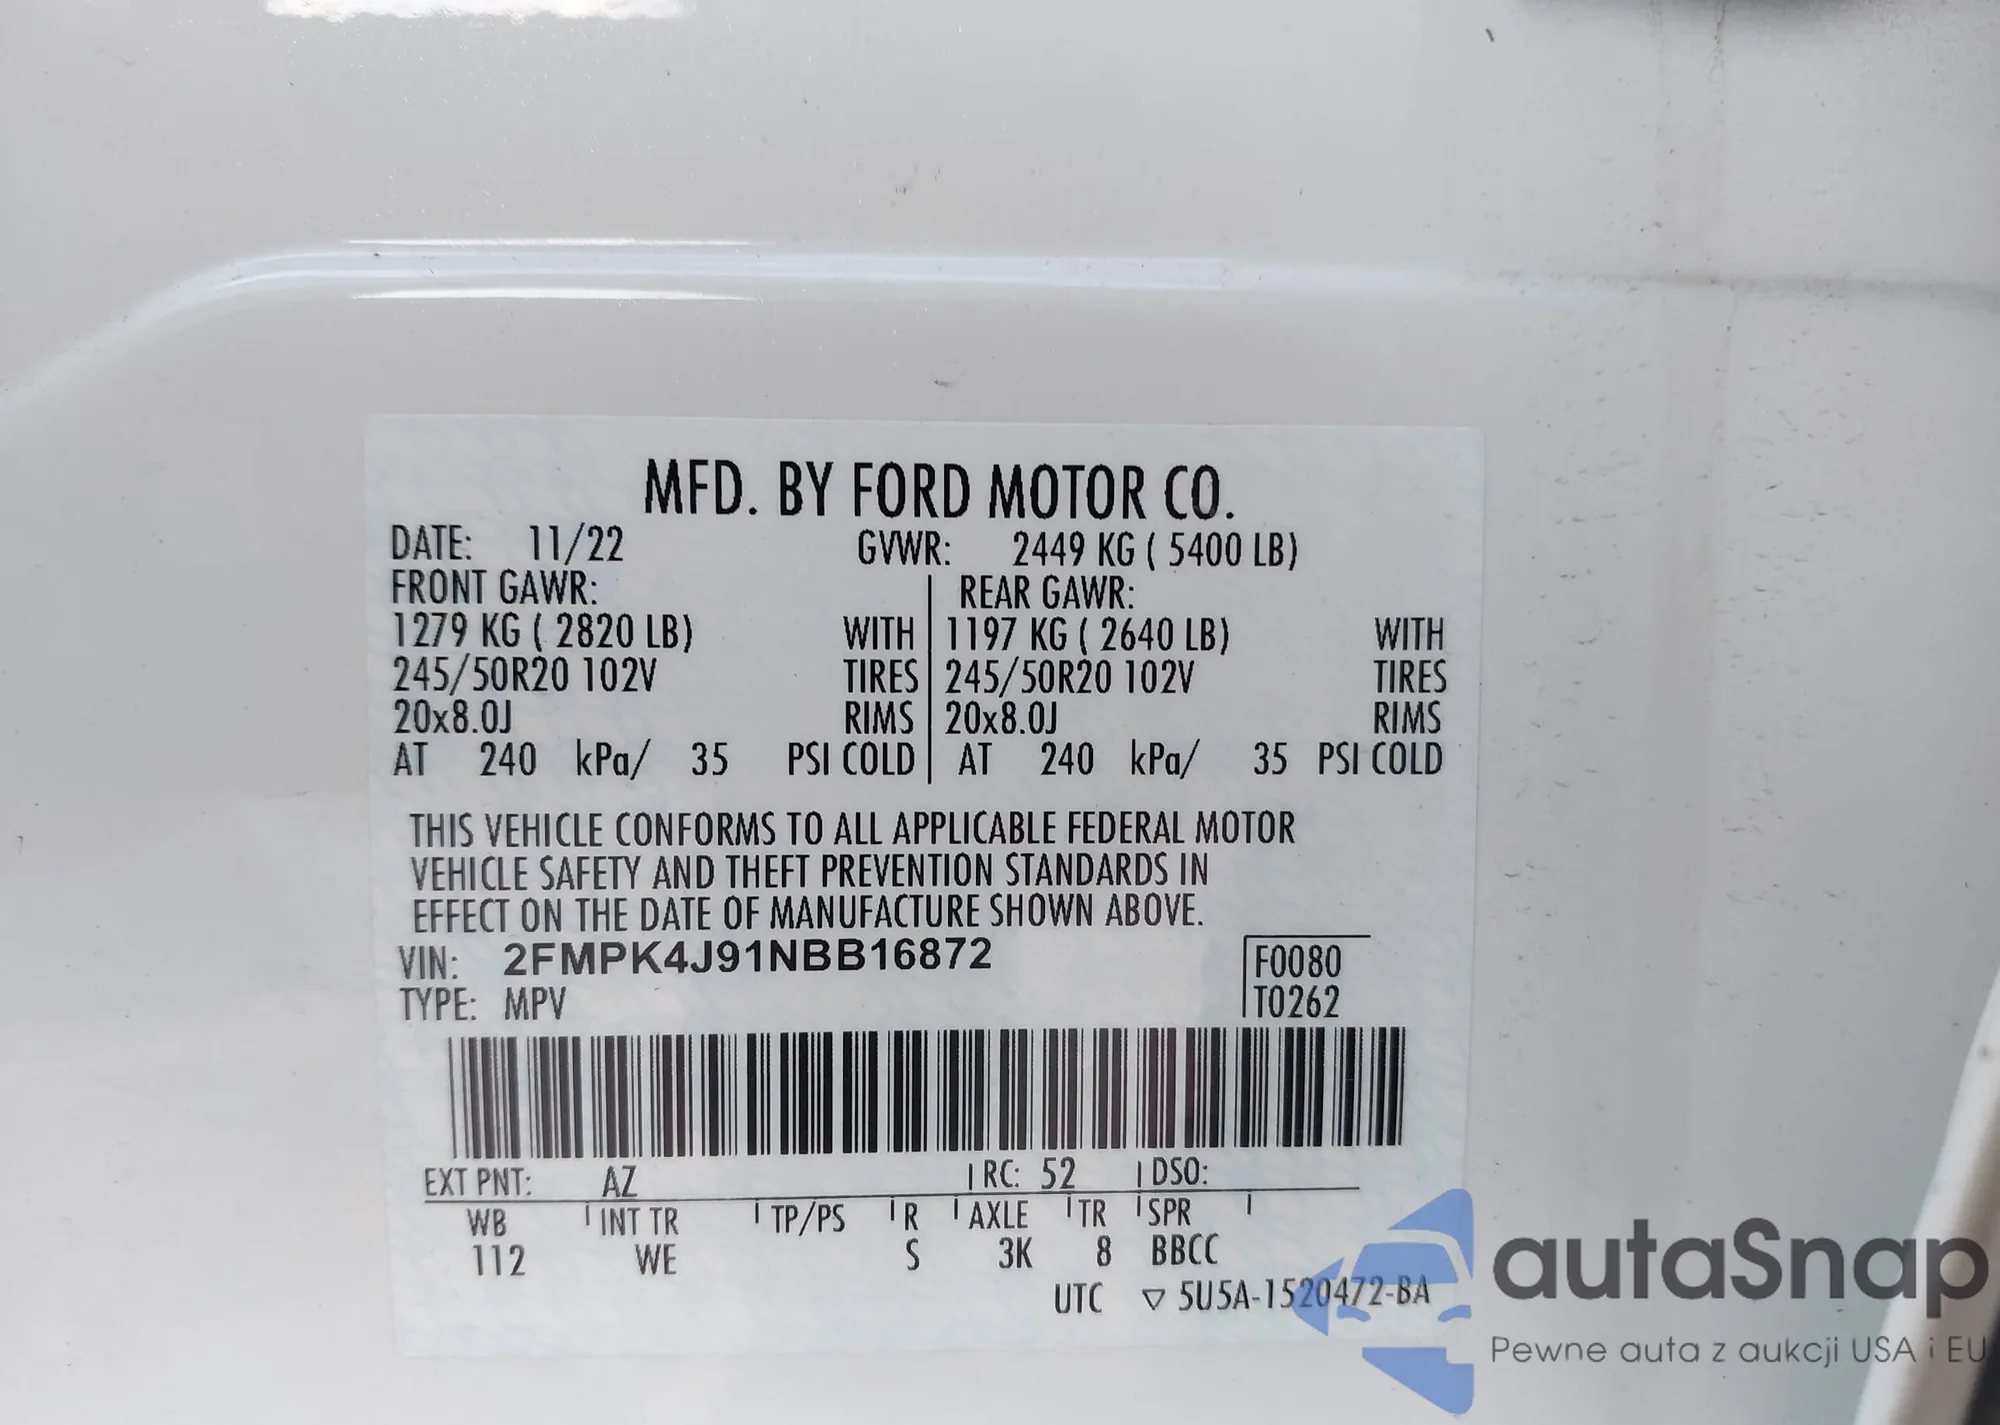 MFD. BY FORD MOTOR CO.
DATE: 11/22 GVWR: 2449 KG ( 5400 LB)
FRONT GAWR: REAR GAWR:
1279 KG ( 2820 LB) WITH 1197 KG ( 2640 LB) WITH
245/50R20 102V TIRES 245/50R20 102V TIRES
20x8.0J RIMS 20x8.0J RIMS
AT 240 kPa/ 35 PSI COLD AT 240 kPa/ 35 PSI COLD
THIS VEHICLE CONFORMS TO ALL APPLICABLE FEDERAL MOTOR
VEHICLE SAFETY AND THEFT PREVENTION STANDARDS IN
EFFECT ON THE DATE OF MANUFACTURE SHOWN ABOVE.
VIN: 2FMPK4J91NBB16872 F0080
TYPE: MPV T0262
EXT PNT: AZ RC: 52 DSO:
WB INT TR TP/PS R AXLE TR SPR
112 WE S 3K 8 BBCC
UTC ▽ 5U5A-1520472-BA
autaSnap
Pewne auta z aukcji USA i EU